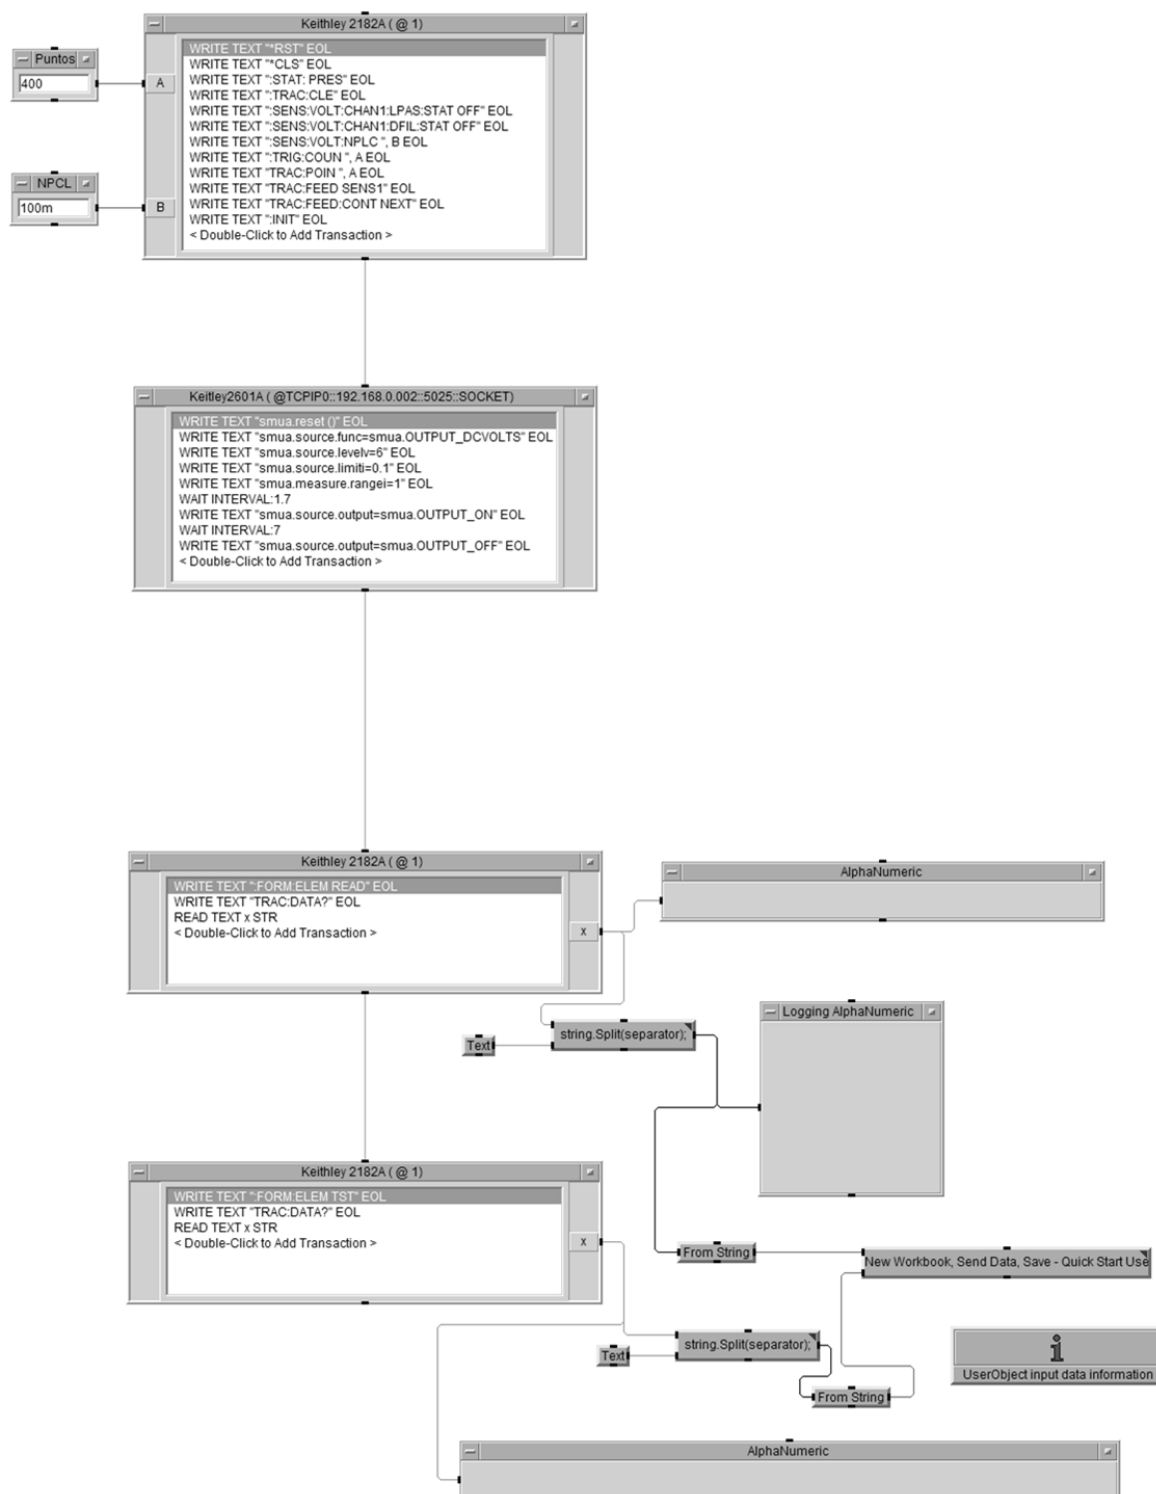 Keithley 2182A ( @ 1)
Puntos
400
A
NPCL
100m
B
WRITE TEXT "*RST" EOL
WRITE TEXT "*CLS" EOL
WRITE TEXT ":STAT: PRES" EOL
WRITE TEXT ":TRAC:CLE" EOL
WRITE TEXT ":SENS:VOLT:CHAN1:LPAS:STAT OFF" EOL
WRITE TEXT ":SENS:VOLT:CHAN1:DFIL:STAT OFF" EOL
WRITE TEXT ":SENS:VOLT:NPLC ", B EOL
WRITE TEXT ":TRIG:COUN ", A EOL
WRITE TEXT "TRAC:POIN ", A EOL
WRITE TEXT "TRAC:FEED SENS1" EOL
WRITE TEXT "TRAC:FEED:CONT NEXT" EOL
WRITE TEXT ":INIT" EOL
< Double-Click to Add Transaction >
Keitley2601A ( @TCPIP0::192.168.0.002::5025::SOCKET)
WRITE TEXT "smua.reset ()" EOL
WRITE TEXT "smua.source.func=smua.OUTPUT_DCVOLTS" EOL
WRITE TEXT "smua.source.levelv=6" EOL
WRITE TEXT "smua.source.limiti=0.1" EOL
WRITE TEXT "smua.measure.rangei=1" EOL
WAIT INTERVAL:1.7
WRITE TEXT "smua.source.output=smua.OUTPUT_ON" EOL
WAIT INTERVAL:7
WRITE TEXT "smua.source.output=smua.OUTPUT_OFF" EOL
< Double-Click to Add Transaction >
Keithley 2182A ( @ 1)
WRITE TEXT ":FORM:ELEM READ" EOL
WRITE TEXT "TRAC:DATA?" EOL
READ TEXT x STR
< Double-Click to Add Transaction >
x
AlphaNumeric
Text
string.Split(separator);
Logging AlphaNumeric
Keithley 2182A ( @ 1)
WRITE TEXT ":FORM:ELEM TST" EOL
WRITE TEXT "TRAC:DATA?" EOL
READ TEXT x STR
< Double-Click to Add Transaction >
x
From String
New Workbook, Send Data, Save - Quick Start Use
Text
string.Split(separator);
From String
i
UserObject input data information
AlphaNumeric